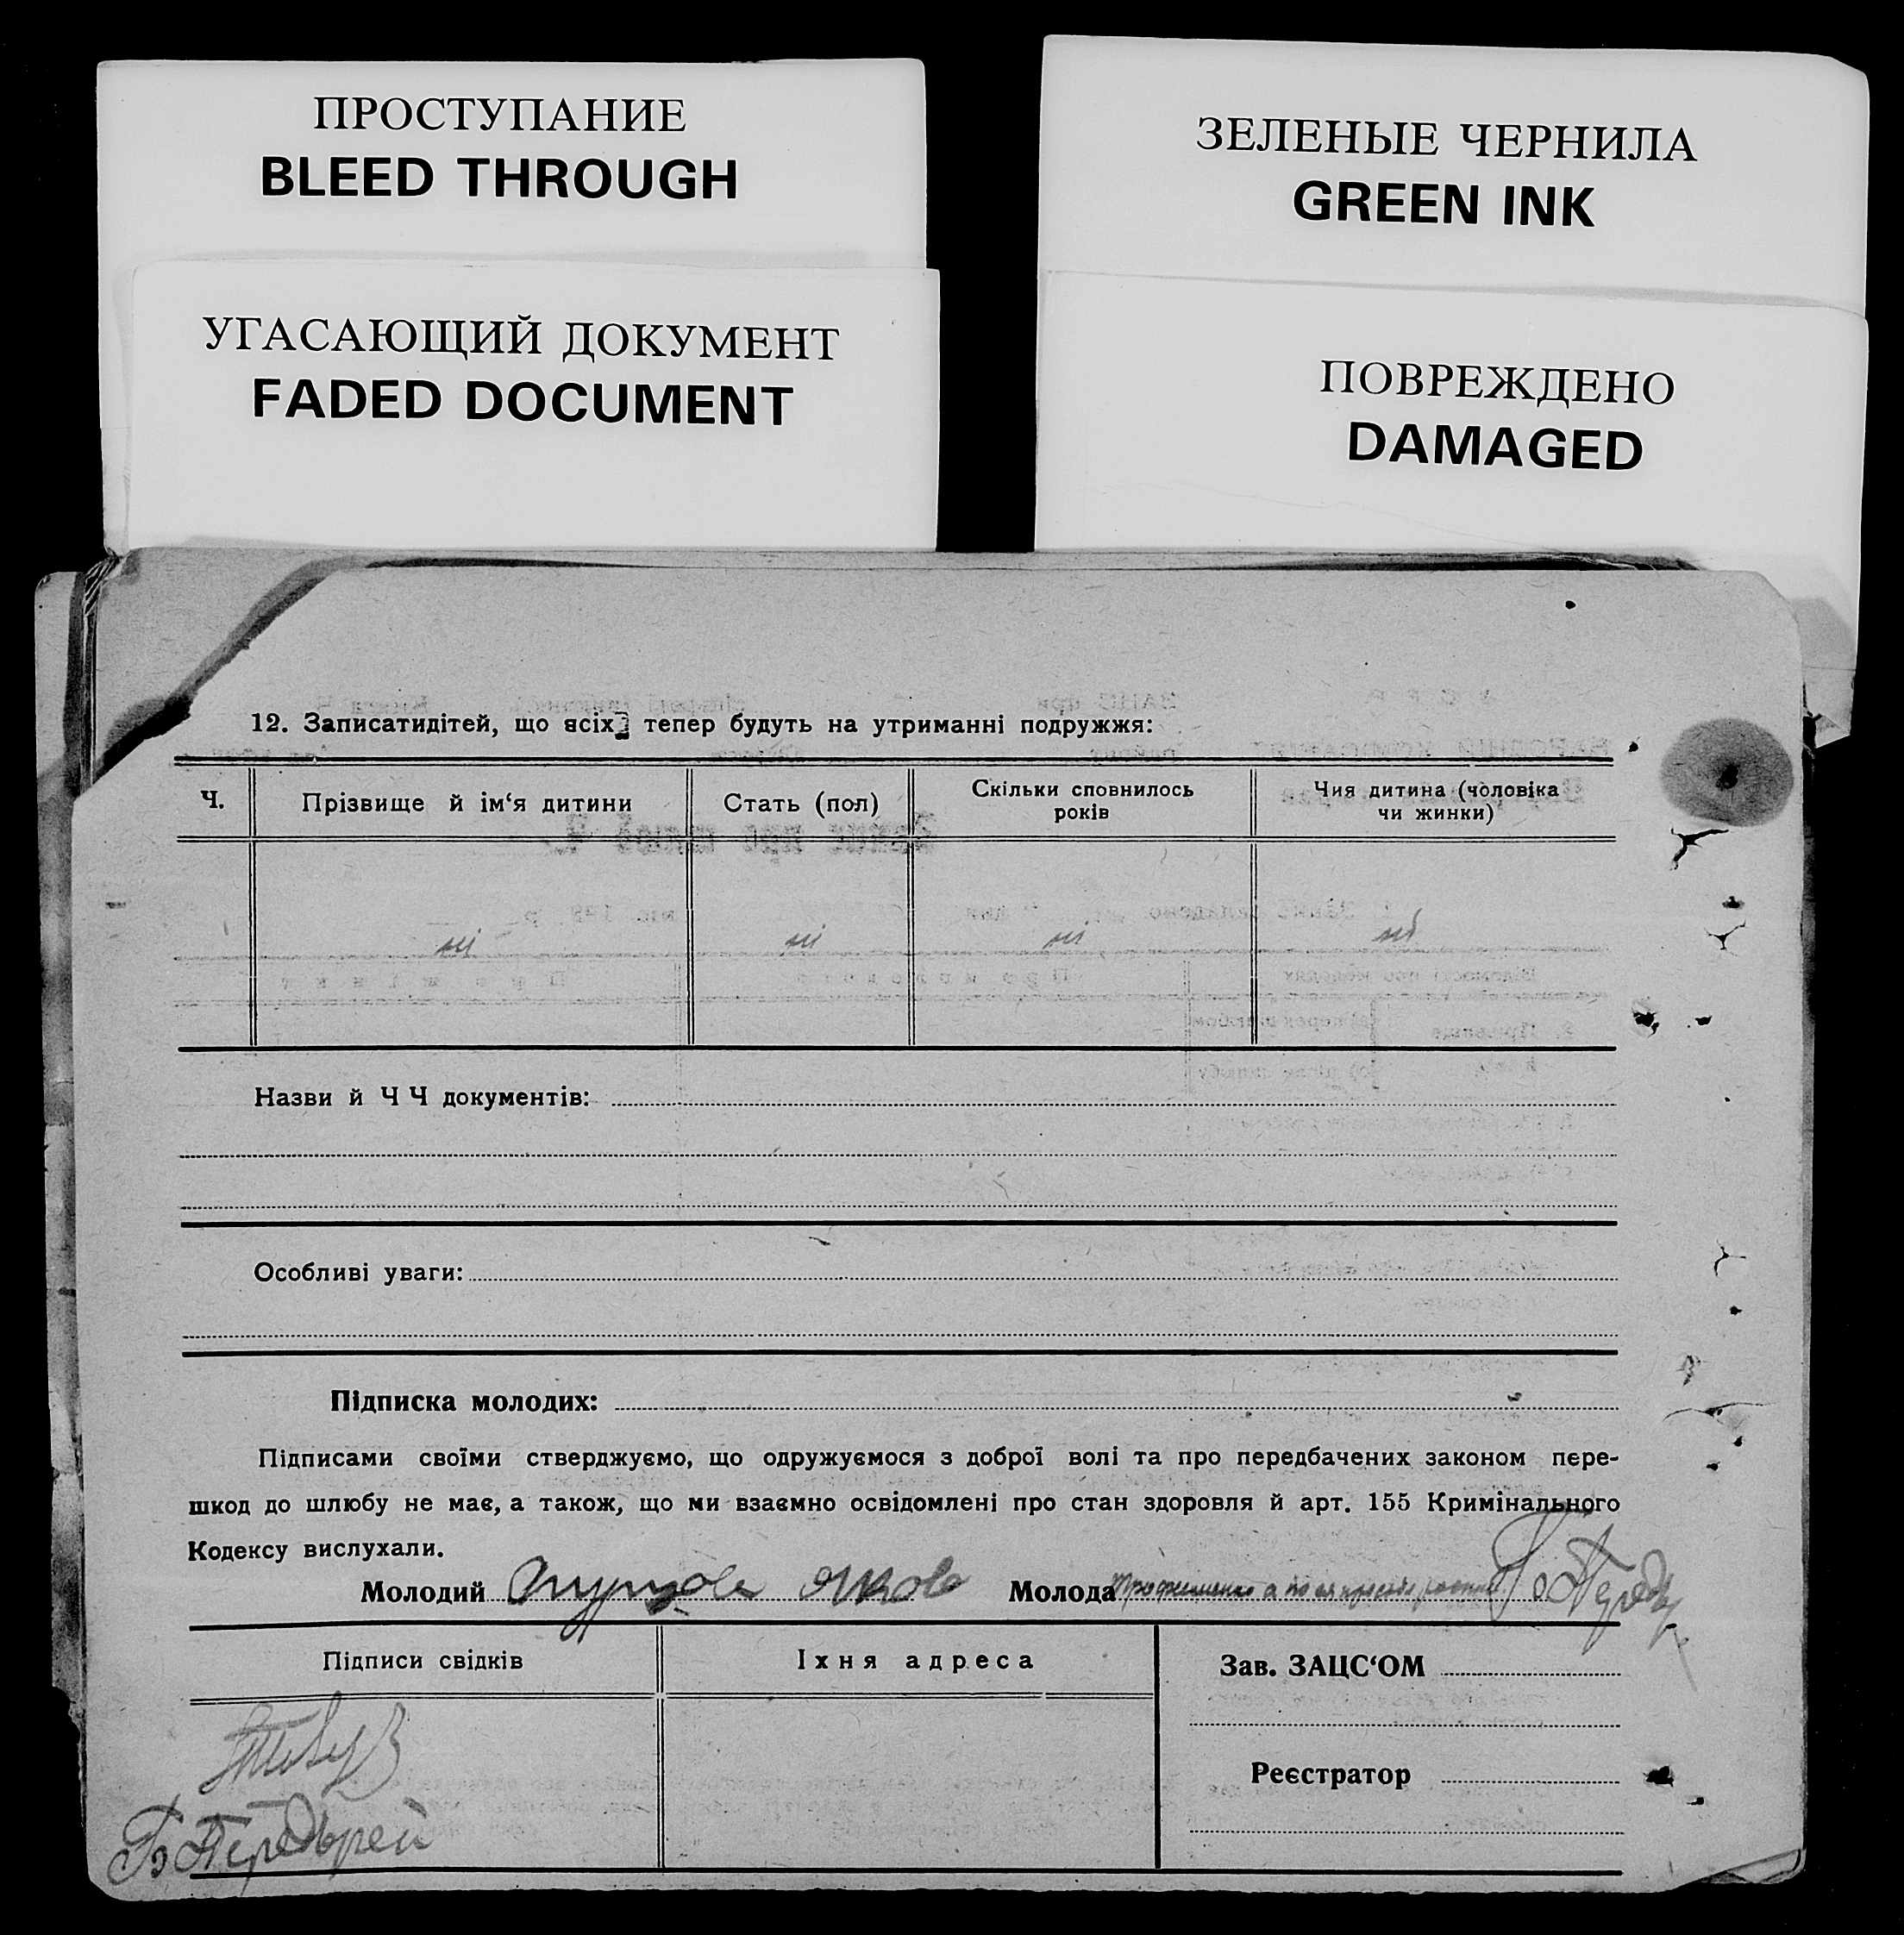 ПРОСТУПАНИЕ
BLEED THROUGH
ЗЕЛЕНЫЕ ЧЕРНИЛА
GREEN INK
УГАСАЮЩИЙ ДОКУМЕНТ
FADED DOCUMENT
ПОВРЕЖДЕНО
DAMAGED
12. Записатидітей, що всіх тепер будуть на утриманні подружжя:
Ч.
Прізвище й ім‘я дитини
Стать (пол)
Скільки сповнилось
років
Чия дитина (чоловіка
чи жинки)
ні ні ні
Назви й Ч Ч документів:
Особливі уваги:
Підписка молодих:
Підписами своїми стверджуємо, що одружуємося з доброї волі та про передбачених законом пере-
шкод до шлюбу не має, а також, що ми взаємно освідомлені про стан здоровля й арт. 155 Кримінального
Кодексу вислухали.
Молодий Молода
Підписи свідків
Їхня адреса
Зав. ЗАЦС‘ОМ
Реєстратор